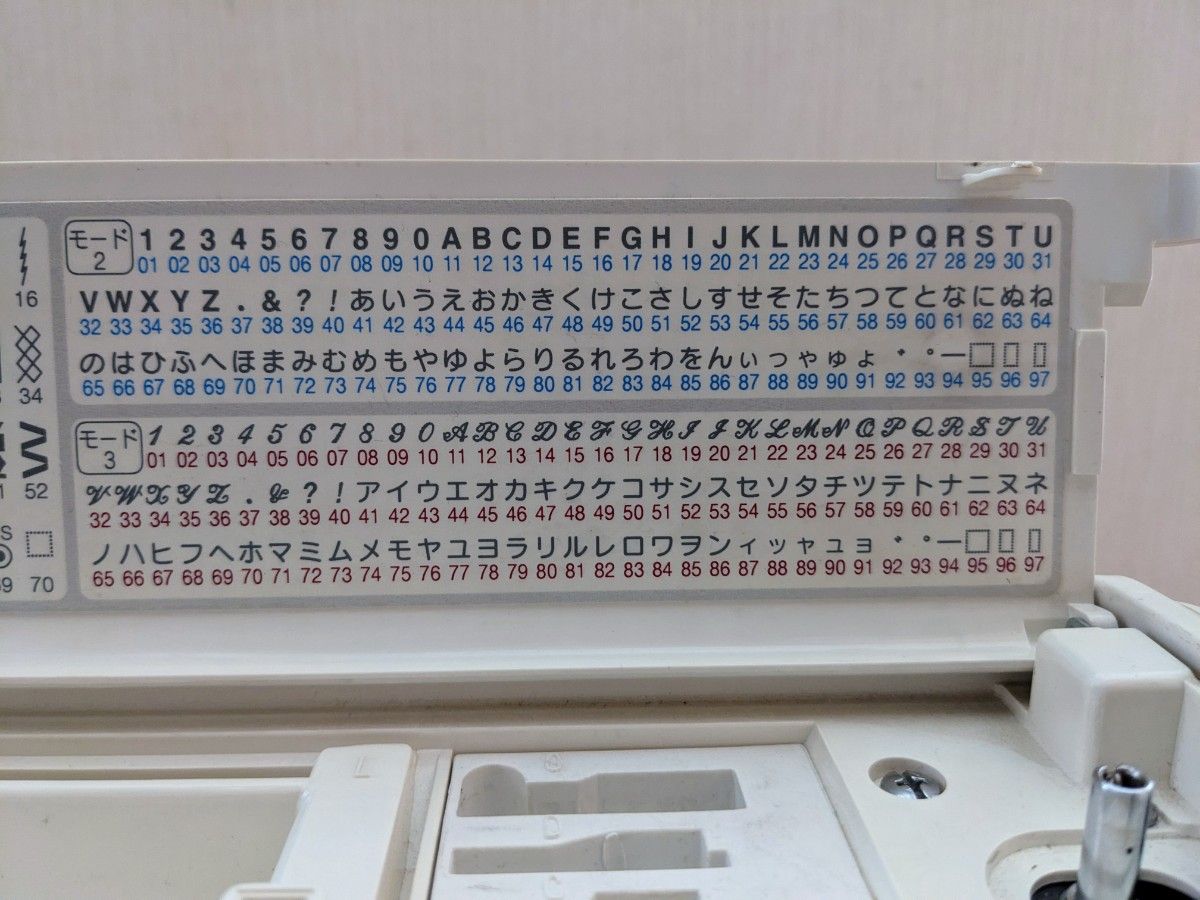 モード 2 1 2 3 4 5 6 7 8 9 0 A B C D E F G H I J K L M N O P Q R S T U
01 02 03 04 05 06 07 08 09 10 11 12 13 14 15 16 17 18 19 20 21 22 23 24 25 26 27 28 29 30 31
V W X Y Z . & ? ! あ い う え お か き く け こ さ し す せ そ た ち つ て と な に ぬ ね
32 33 34 35 36 37 38 39 40 41 42 43 44 45 46 47 48 49 50 51 52 53 54 55 56 57 58 59 60 61 62 63 64
の は ひ ふ へ ほ ま み む め も や ゆ よ ら り る れ ろ わ を ん ぃ っ ゃ ゅ ょ ゛ ゜ ー
65 66 67 68 69 70 71 72 73 74 75 76 77 78 79 80 81 82 83 84 85 86 87 88 89 90 91 92 93 94 95 96 97
モード 3 1 2 3 4 5 6 7 8 9 0 A B C D E F G H I J K L M N O P Q R S T U
01 02 03 04 05 06 07 08 09 10 11 12 13 14 15 16 17 18 19 20 21 22 23 24 25 26 27 28 29 30 31
V W X Y Z . & ? ! ア イ ウ エ オ カ キ ク ケ コ サ シ ス セ ソ タ チ ツ テ ト ナ ニ ヌ ネ
32 33 34 35 36 37 38 39 40 41 42 43 44 45 46 47 48 49 50 51 52 53 54 55 56 57 58 59 60 61 62 63 64
ノ ハ ヒ フ ヘ ホ マ ミ ム メ モ ヤ ユ ヨ ラ リ ル レ ロ ワ ヲ ン ィ ッ ャ ュ ョ ゛ ゜ ー
65 66 67 68 69 70 71 72 73 74 75 76 77 78 79 80 81 82 83 84 85 86 87 88 89 90 91 92 93 94 95 96 97
16
34
52
S
70